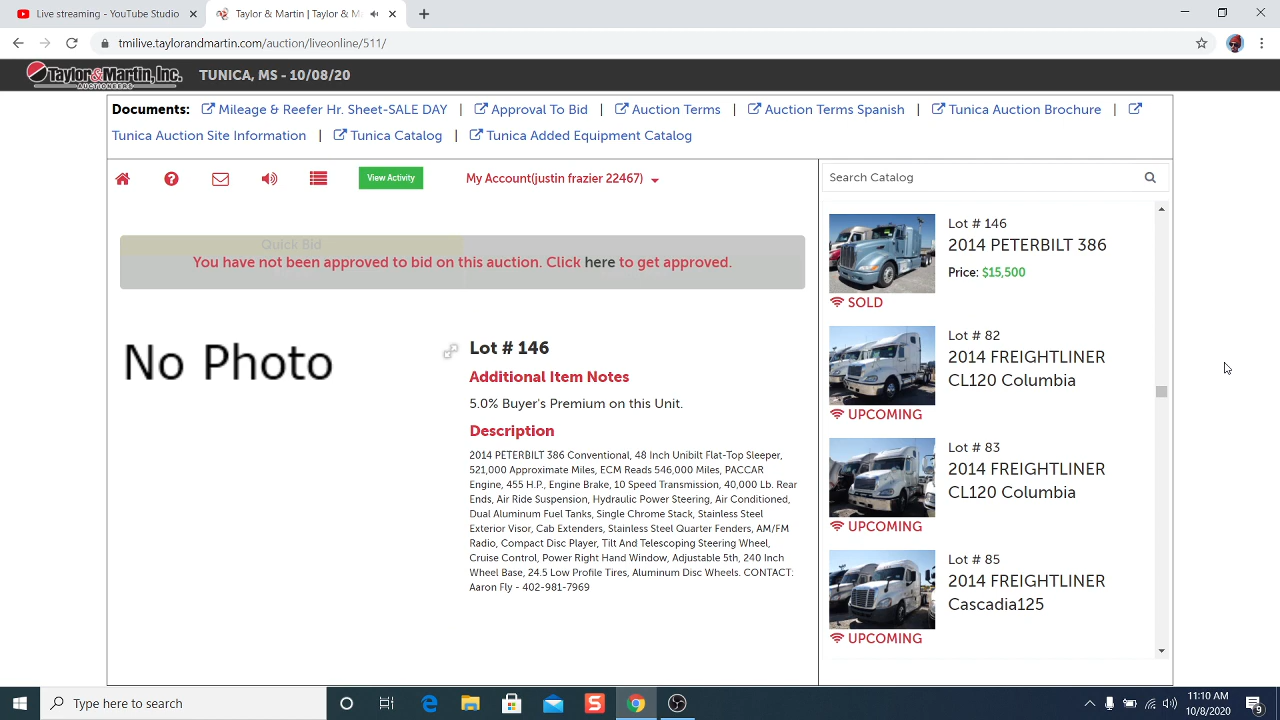 Live streaming - YouTube Studio
Taylor & Martin | Taylor & M
tmilive.taylorandmartin.com/auction/liveonline/511/
Taylor&Martin, Inc.
AUCTIONEERS
TUNICA, MS - 10/08/20
Documents: Mileage & Reefer Hr. Sheet-SALE DAY | Approval To Bid | Auction Terms | Auction Terms Spanish | Tunica Auction Brochure |
Tunica Auction Site Information | Tunica Catalog | Tunica Added Equipment Catalog
View Activity
My Account(justin frazier 22467)
Search Catalog
Quick Bid
You have not been approved to bid on this auction. Click here to get approved.
No Photo
Lot # 146
Additional Item Notes
5.0% Buyer's Premium on this Unit.
Description
2014 PETERBILT 386 Conventional, 48 Inch Unibilt Flat-Top Sleeper,
521,000 Approximate Miles, ECM Reads 546,000 Miles, PACCAR
Engine, 455 H.P., Engine Brake, 10 Speed Transmission, 40,000 Lb. Rear
Ends, Air Ride Suspension, Hydraulic Power Steering, Air Conditioned,
Dual Aluminum Fuel Tanks, Single Chrome Stack, Stainless Steel
Exterior Visor, Cab Extenders, Stainless Steel Quarter Fenders, AM/FM
Radio, Compact Disc Player, Tilt And Telescoping Steering Wheel,
Cruise Control, Power Right Hand Window, Adjustable 5th, 240 Inch
Wheel Base, 24.5 Low Profile Tires, Aluminum Disc Wheels. CONTACT:
Aaron Fly - 402-981-7969
Lot # 146
2014 PETERBILT 386
Price: $15,500
SOLD
Lot # 82
2014 FREIGHTLINER
CL120 Columbia
UPCOMING
Lot # 83
2014 FREIGHTLINER
CL120 Columbia
UPCOMING
Lot # 85
2014 FREIGHTLINER
Cascadia125
UPCOMING
Type here to search
11:10 AM
10/8/2020
9